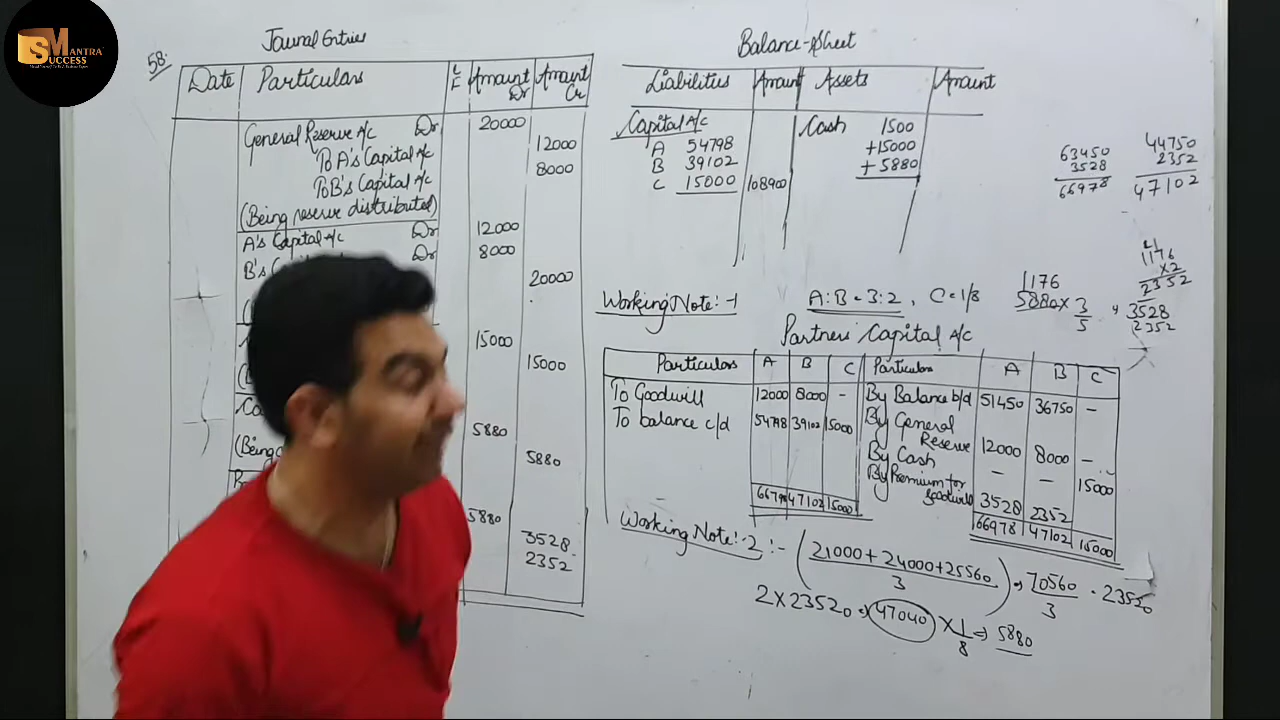 MANTRA
SUCCESS
58.
Journal Entries
Date Particulars L F Amount Dr Amount Cr
General Reserve A/c Dr 20000
To A's Capital A/c 12000
To B's Capital A/c 8000
(Being reserve distributed)
A's Capital A/c Dr 12000
B's Dr 8000
20000
15000
15000
5880
(Being
5880
5880
3528
2352
Balance-Sheet
Liabilities Amount Assets Amount
Capital A/c Cash 1500
A 54798 +15000
B 39102 +5880
C 15000 108900
63450
3528
66978
44750
2352
47102
Working Note:-1 A:B=3:2, C=1/8
1176
5880 x 3/5
1176
x2
2352
3528
2352
Partners Capital A/c
Particulars A B C Particulars A B C
To Goodwill 12000 8000 - By Balance b/d 51450 36750 -
To balance c/d 54798 39102 15000 By General
Reserve 12000 8000 -
By Cash - - 15000
By Premium for
goodwill 3528 2352
66978 47102 15000 66978 47102 15000
Working Note:-2:- (21000+24000+25560/3) => 70560/3 = 23520
2x23520 => 47040 x 1/8 => 5880